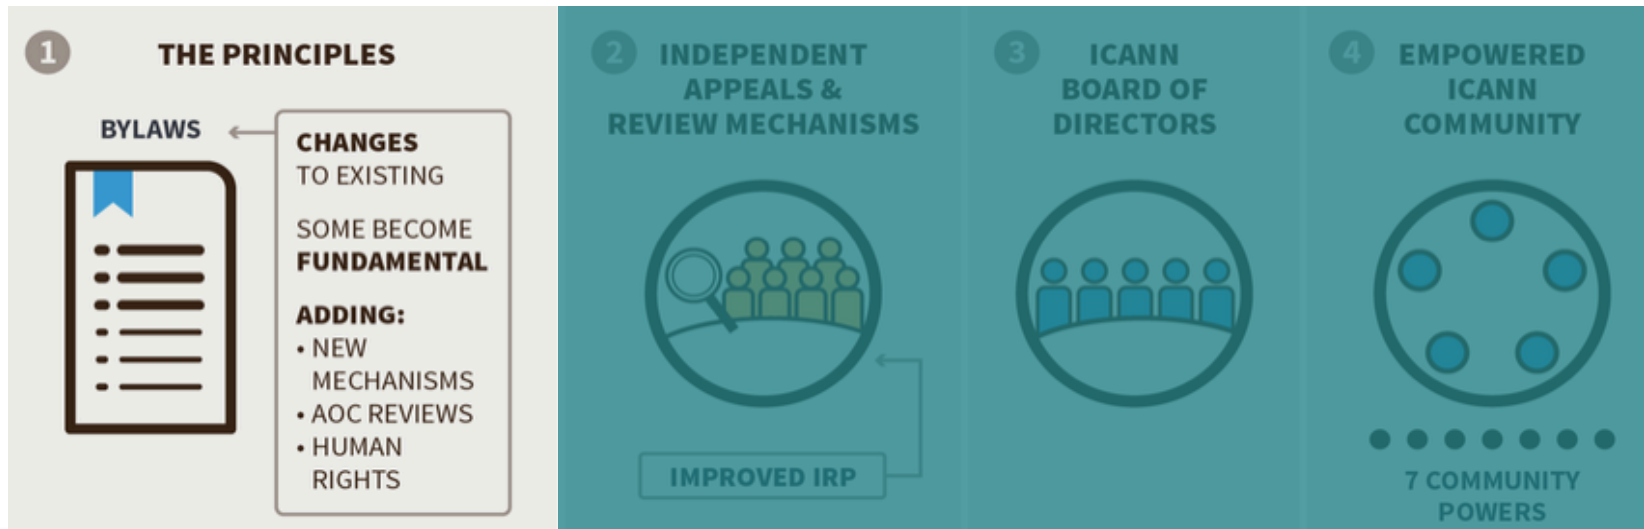 1
THE PRINCIPLES
BYLAWS
CHANGES
TO EXISTING
SOME BECOME
FUNDAMENTAL
ADDING:
• NEW
MECHANISMS
• AOC REVIEWS
• HUMAN
RIGHTS
2
INDEPENDENT
APPEALS &
REVIEW MECHANISMS
IMPROVED IRP
3
ICANN
BOARD OF
DIRECTORS
4
EMPOWERED
ICANN
COMMUNITY
7 COMMUNITY
POWERS